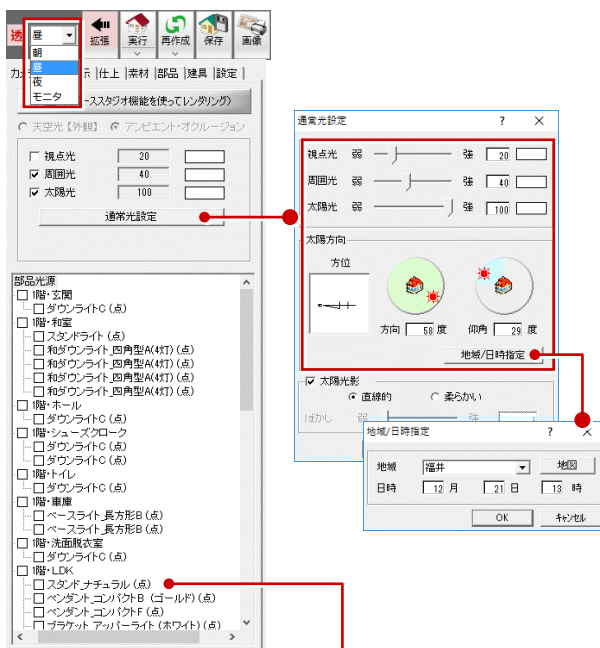 透
昼
拡張
実行
再作成
保存
画像
朝
昼
夜
モニタ
カメ
示 |仕上 |素材 |部品 |建具 |設定 |
ーススタジオ機能を使ってレンダリング)
天空光【外観】 アンビエント・オクルージョン
視点光 20
周囲光 40
太陽光 100
通常光設定
部品光源
1階・玄関
ダウンライトC (点)
1階・和室
スタンドライト (点)
和ダウンライト_四角型A(4灯) (点)
和ダウンライト_四角型A(4灯) (点)
和ダウンライト_四角型A(4灯) (点)
和ダウンライト_四角型A(4灯) (点)
1階・ホール
ダウンライトC (点)
1階・シューズクローク
ダウンライトC (点)
ダウンライトC (点)
1階・トイレ
ダウンライトC (点)
1階・車庫
ベースライト_長方形B (点)
ベースライト_長方形B (点)
1階・洗面脱衣室
ダウンライトC (点)
1階・LDK
スタンド_ナチュラル (点)
ペンダント_コンパクトB (ゴールド) (点)
ペンダント_コンパクトF (点)
ブラケット_アッパーライト (ホワイト) (点)
通常光設定 ? ×
視点光 弱 強 20
周囲光 弱 強 40
太陽光 弱 強 100
太陽方向
方位
方向 58 度 仰角 29 度
地域/日時指定
太陽光影
直線的 柔らかい
ぼかし 弱 強
地域/日時指定 ? ×
地域 福井 地図
日時 12 月 21 日 13 時
OK キャンセル